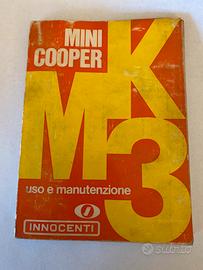 MINI
COOPER
MK3
uso e manutenzione
INNOCENTI
subito